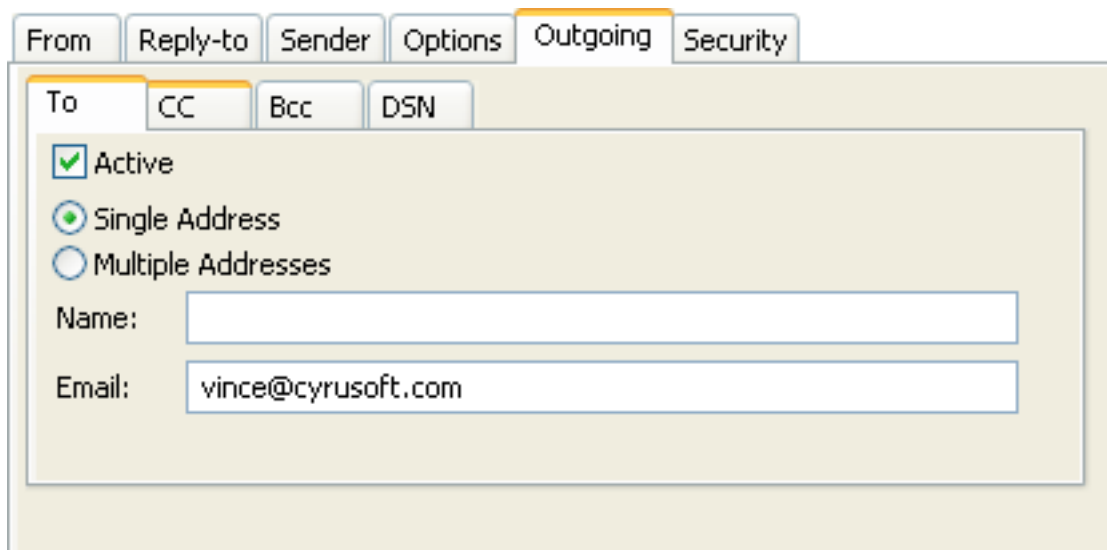 From Reply-to Sender Options Outgoing Security
To CC Bcc DSN
Active
Single Address
Multiple Addresses
Name:
Email: vince@cyrusoft.com